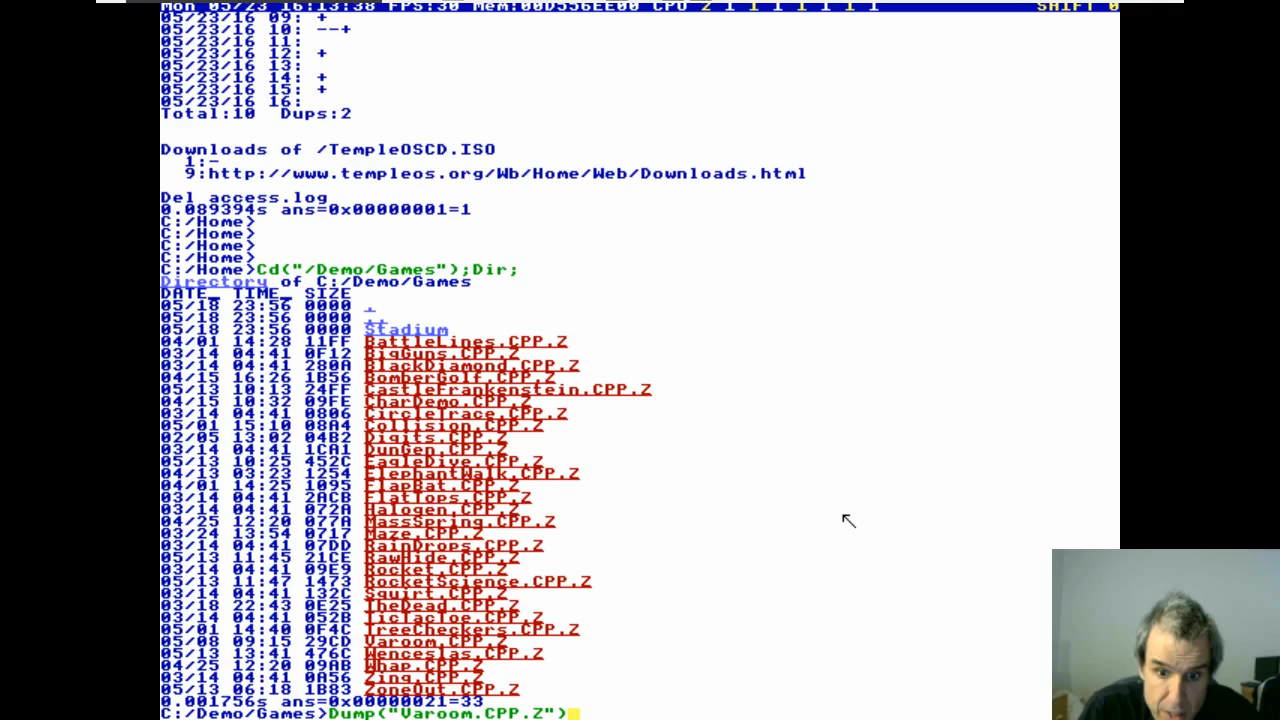 Mon 05/23 16:13:38 FPS:30 Mem:00D556EE00 CPU 2 1 1 1 1 1 1 1 SHIFT 0
05/23/16 09: +
05/23/16 10: --+
05/23/16 11:
05/23/16 12: +
05/23/16 13:
05/23/16 14: +
05/23/16 15: +
05/23/16 16:
Total:10 Dups:2
Downloads of /TempleOSCD.ISO
1:-
9:http://www.templeos.org/Wb/Home/Web/Downloads.html
Del access.log
0.089394s ans=0x00000001=1
C:/Home>
C:/Home>
C:/Home>
C:/Home>
C:/Home>Cd("/Demo/Games");Dir;
Directory of C:/Demo/Games
DATE_ TIME_ SIZE
05/18 23:56 0000 .
05/18 23:56 0000 ..
05/18 23:56 0000 Stadium
04/01 14:28 11FF BattleLines.CPP.Z
03/14 04:41 0F12 BigGuns.CPP.Z
03/14 04:41 280A BlackDiamond.CPP.Z
04/15 16:26 1B56 BomberGolf.CPP.Z
05/13 10:13 24FF CastleFrankenstein.CPP.Z
04/15 10:32 09FE CharDemo.CPP.Z
03/14 04:41 0806 CircleTrace.CPP.Z
05/01 15:10 08A4 Collision.CPP.Z
02/05 13:02 04B2 Digits.CPP.Z
03/14 04:41 1CA1 DunGen.CPP.Z
05/13 10:25 452C EagleDive.CPP.Z
04/13 03:23 1254 ElephantWalk.CPP.Z
04/01 14:25 1095 FlapBat.CPP.Z
03/14 04:41 2ACB FlatTops.CPP.Z
03/14 04:41 072A Halogen.CPP.Z
04/25 12:20 077A MassSpring.CPP.Z
03/24 13:54 0717 Maze.CPP.Z
03/14 04:41 07DD RainDrops.CPP.Z
05/13 11:45 21CE RawHide.CPP.Z
03/14 04:41 09E9 Rocket.CPP.Z
05/13 11:47 1473 RocketScience.CPP.Z
03/14 04:41 132C Squirt.CPP.Z
03/18 22:43 0E25 TheDead.CPP.Z
03/14 04:41 052B TicTacToe.CPP.Z
05/01 14:40 0F4C TreeCheckers.CPP.Z
05/08 09:15 29CD Varoom.CPP.Z
05/13 13:41 476C Wenceslas.CPP.Z
04/25 12:20 09AB Whap.CPP.Z
03/14 04:41 0A56 Zing.CPP.Z
05/13 06:18 1B83 ZoneOut.CPP.Z
0.001756s ans=0x00000021=33
C:/Demo/Games>Dump("Varoom.CPP.Z")